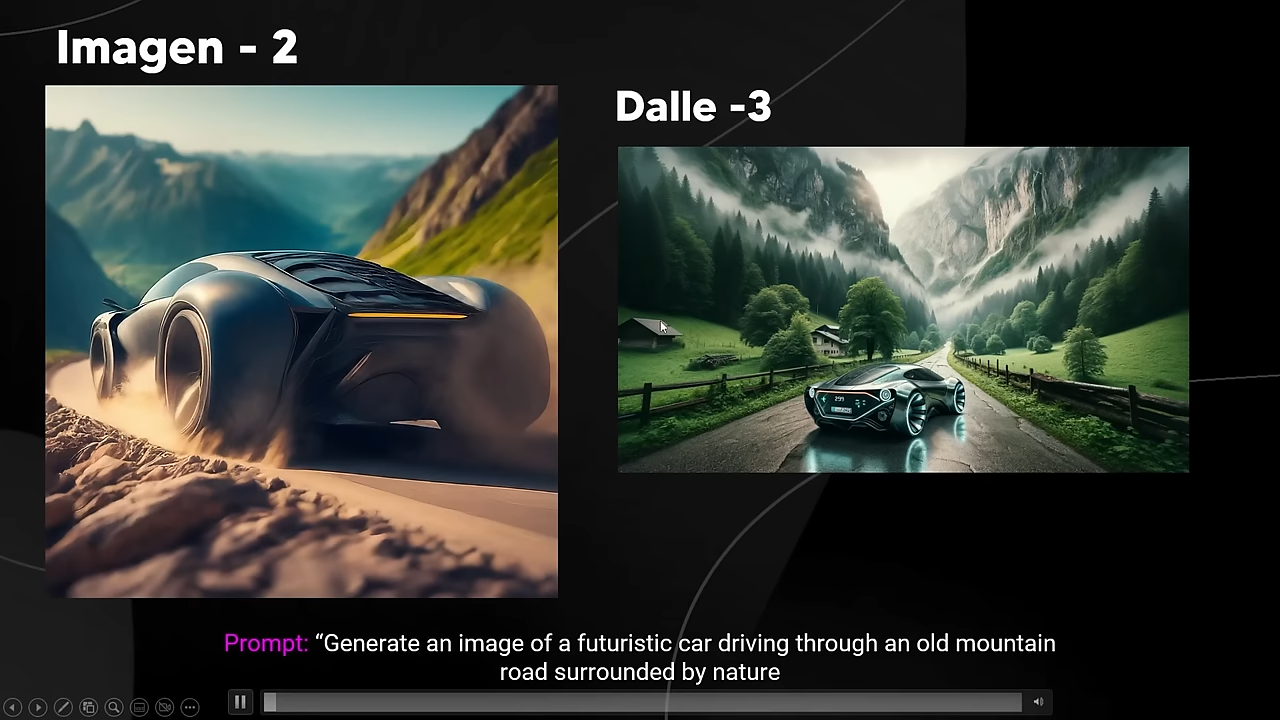 Imagen - 2
Dalle -3
Prompt: “Generate an image of a futuristic car driving through an old mountain
road surrounded by nature